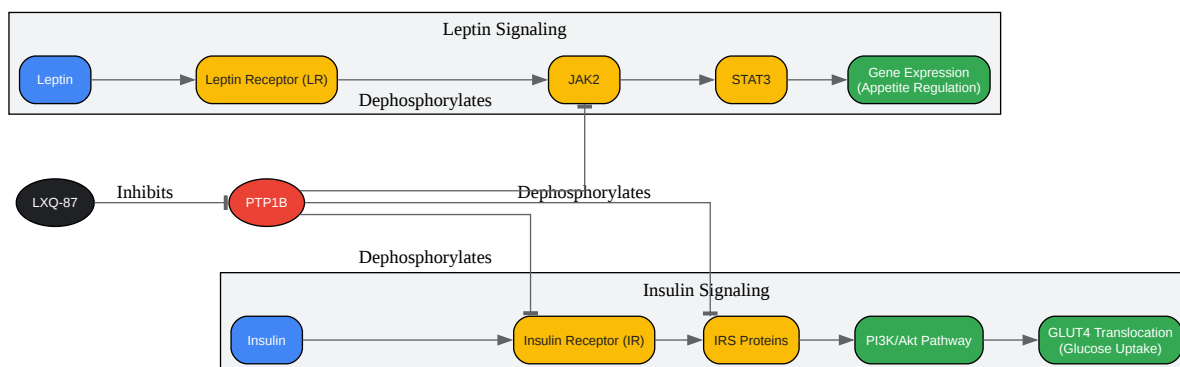 Leptin Signaling
Leptin
Leptin Receptor (LR)
JAK2
STAT3
Gene Expression
(Appetite Regulation)
Dephosphorylates
LXQ-87
Inhibits
PTP1B
Dephosphorylates
Dephosphorylates
Insulin Signaling
Insulin
Insulin Receptor (IR)
IRS Proteins
PI3K/Akt Pathway
GLUT4 Translocation
(Glucose Uptake)